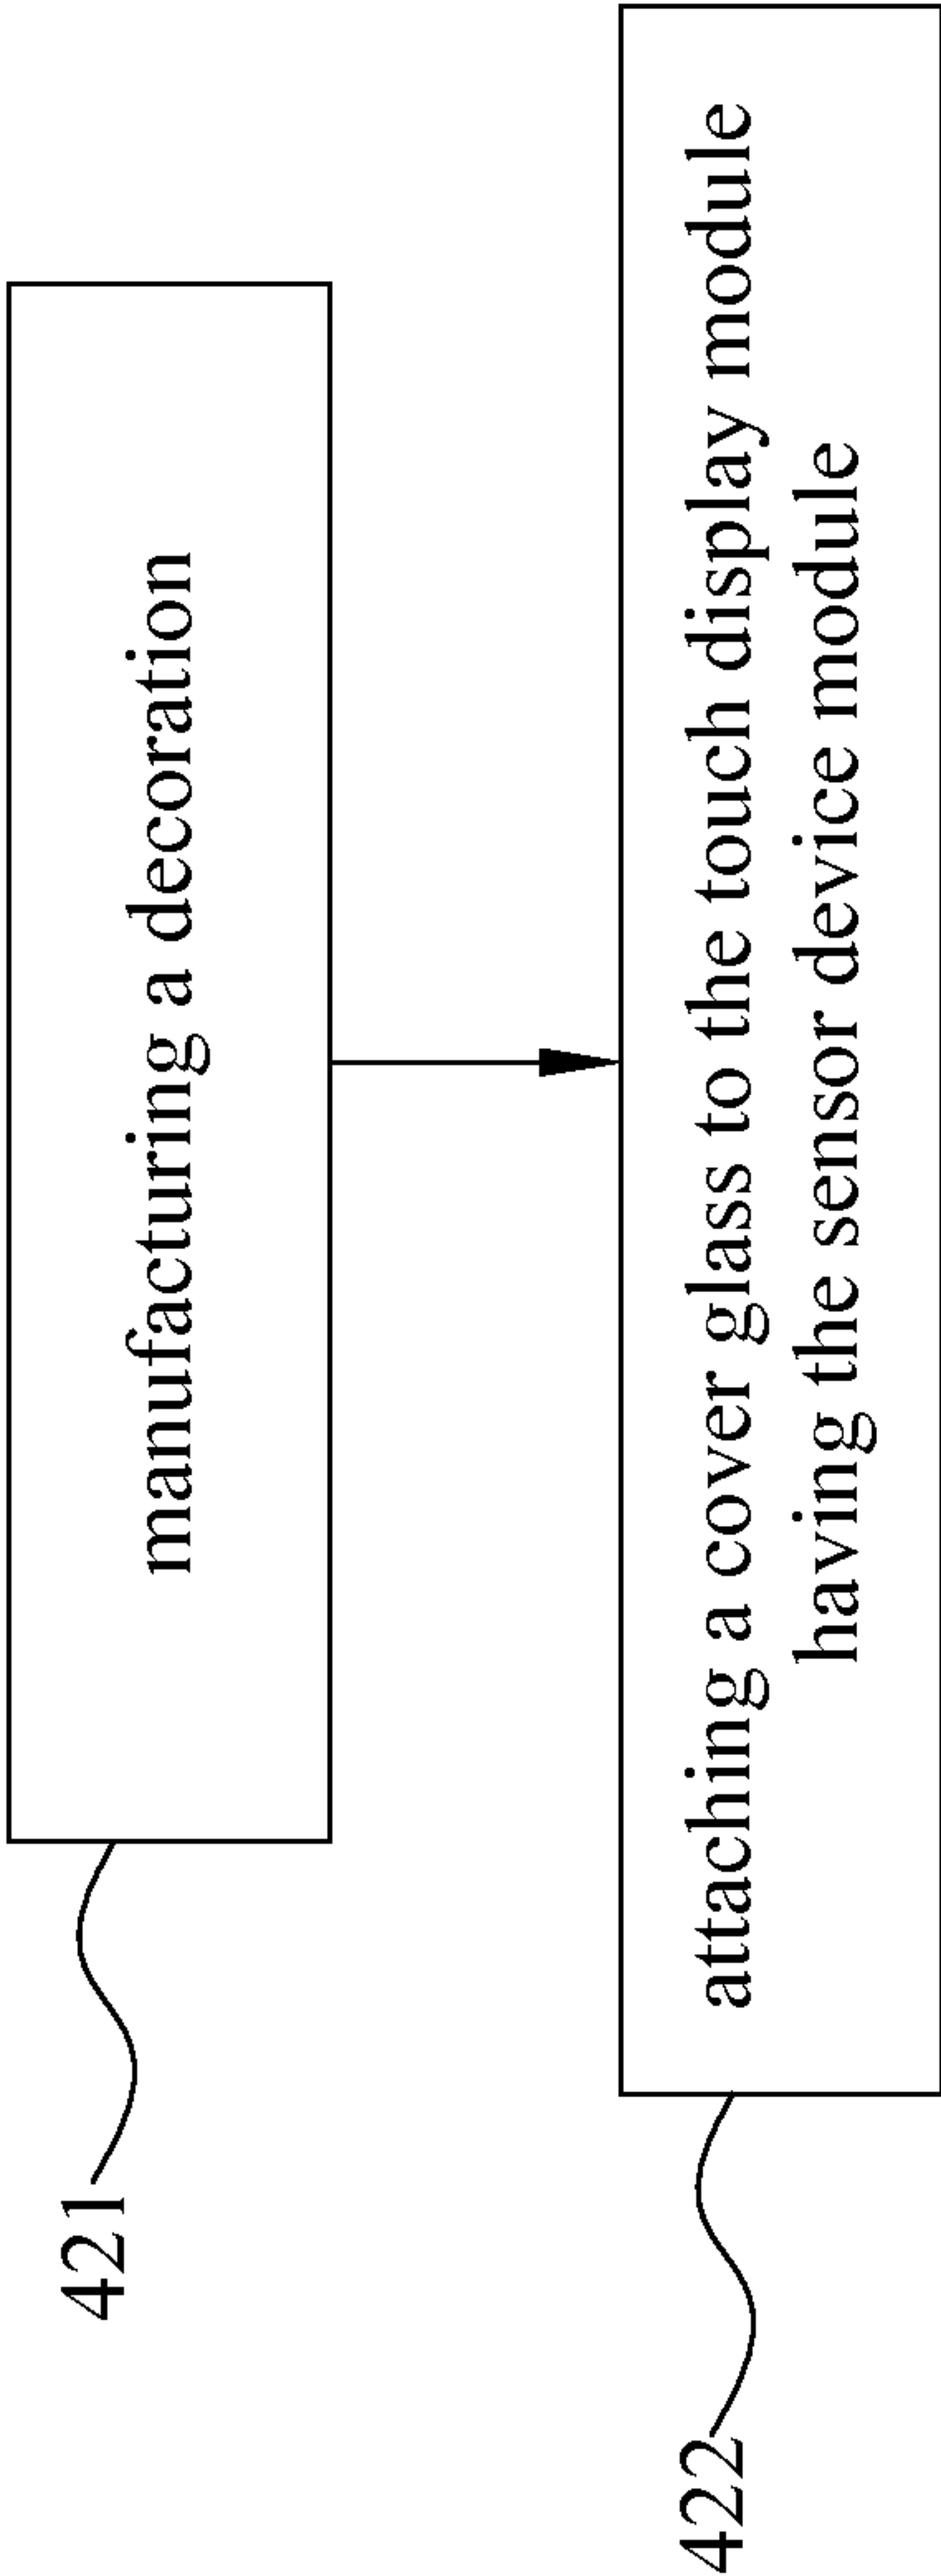 421
manufacturing a decoration
422
attaching a cover glass to the touch display module
having the sensor device module